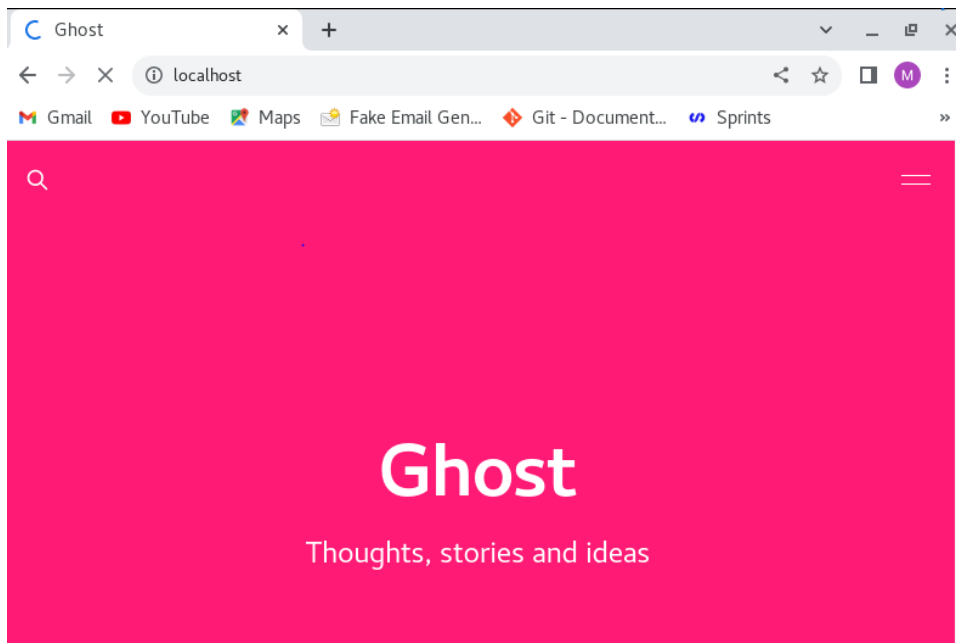 Ghost
localhost
M
Gmail YouTube Maps Fake Email Gen... Git - Document... Sprints
Ghost
Thoughts, stories and ideas